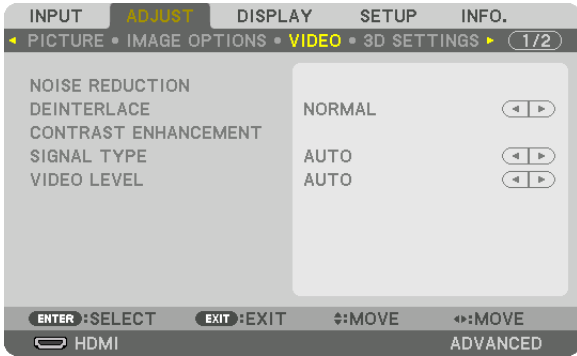 INPUT ADJUST DISPLAY SETUP INFO.
PICTURE • IMAGE OPTIONS • VIDEO • 3D SETTINGS 1/2
NOISE REDUCTION
DEINTERLACE NORMAL
CONTRAST ENHANCEMENT
SIGNAL TYPE AUTO
VIDEO LEVEL AUTO
ENTER :SELECT EXIT :EXIT :MOVE :MOVE
HDMI ADVANCED